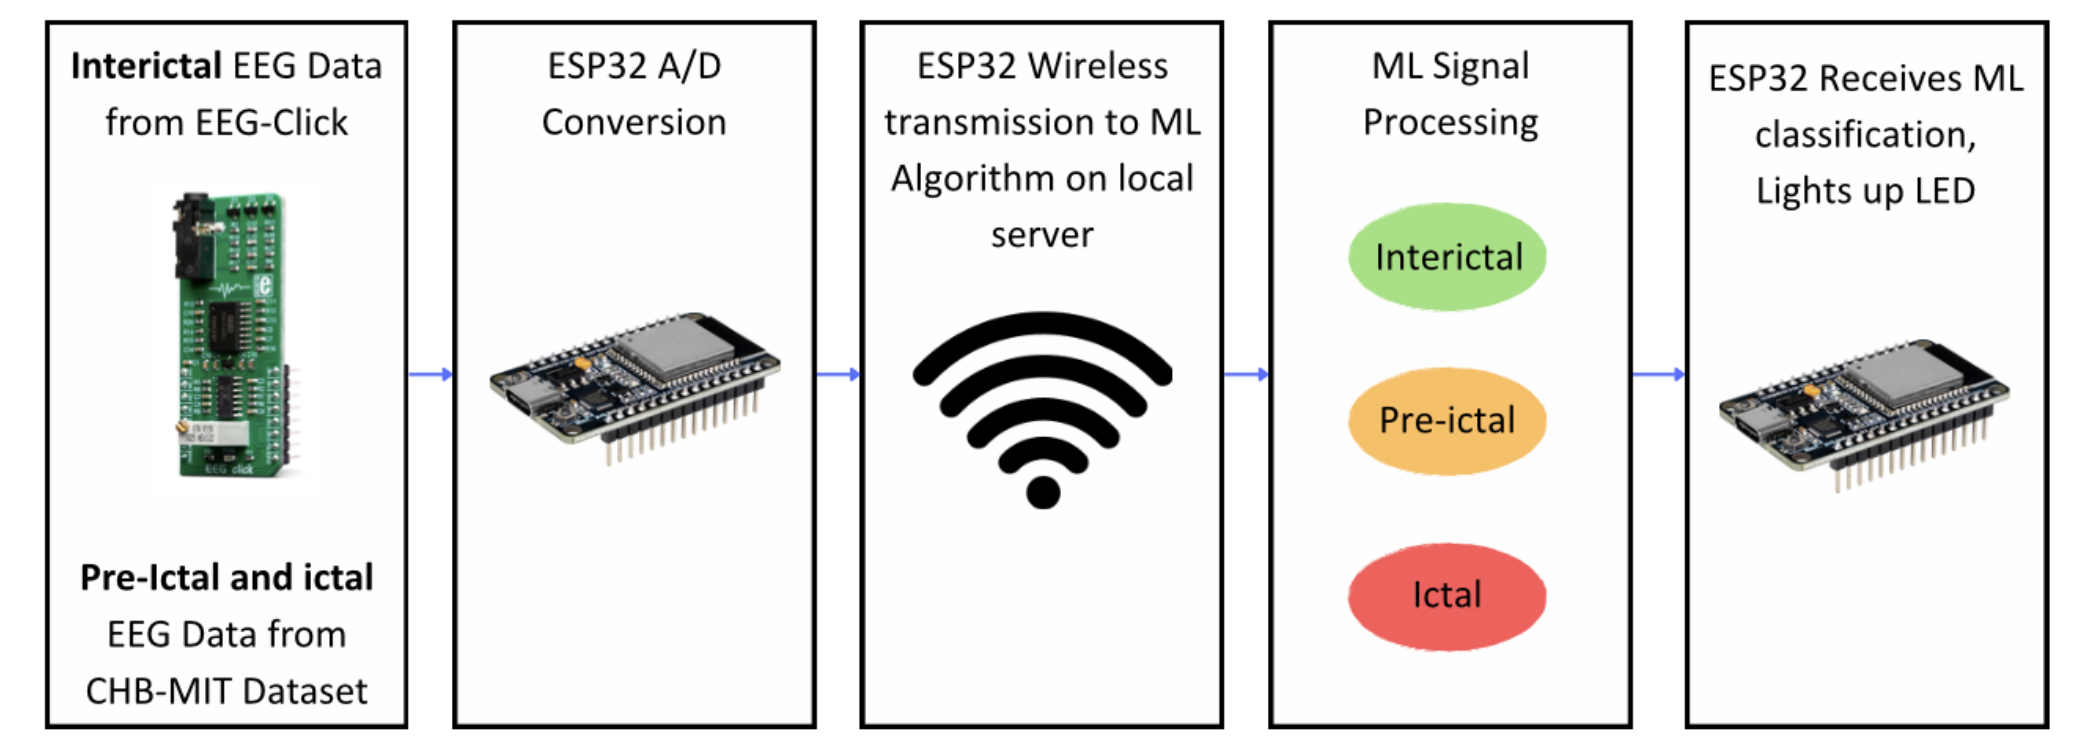 Interictal EEG Data
from EEG-Click
EEG click
Pre-Ictal and ictal
EEG Data from
CHB-MIT Dataset
ESP32 A/D
Conversion
ESP32 Wireless
transmission to ML
Algorithm on local
server
ML Signal
Processing
Interictal
Pre-ictal
Ictal
ESP32 Receives ML
classification,
Lights up LED